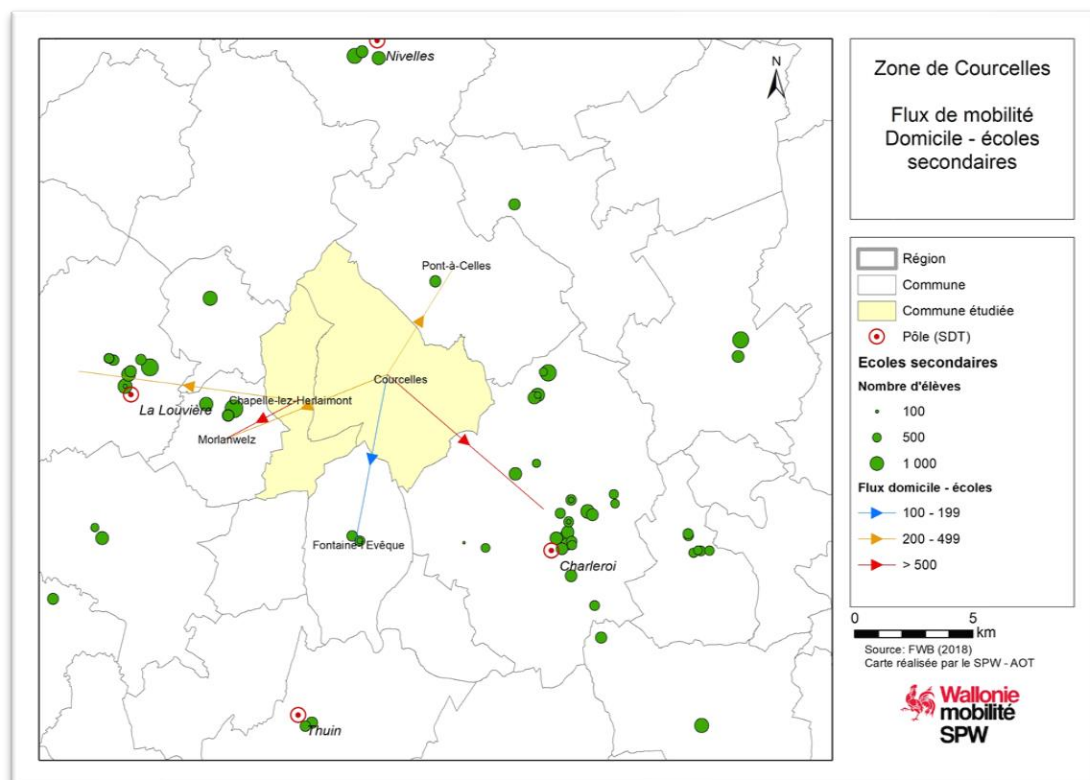 Nivelles
N
Pont-à-Celles
Courcelles
Chapelle-lez-Herlaimont
La Louvière
Morlanwelz
Fontaine-l'Evêque
Charleroi
Thuin
Zone de Courcelles
Flux de mobilité
Domicile - écoles
secondaires
Région
Commune
Commune étudiée
Pôle (SDT)
Ecoles secondaires
Nombre d'élèves
100
500
1 000
Flux domicile - écoles
100 - 199
200 - 499
> 500
0 5
km
Source: FWB (2018)
Carte réalisée par le SPW - AOT
Wallonie
mobilité
SPW